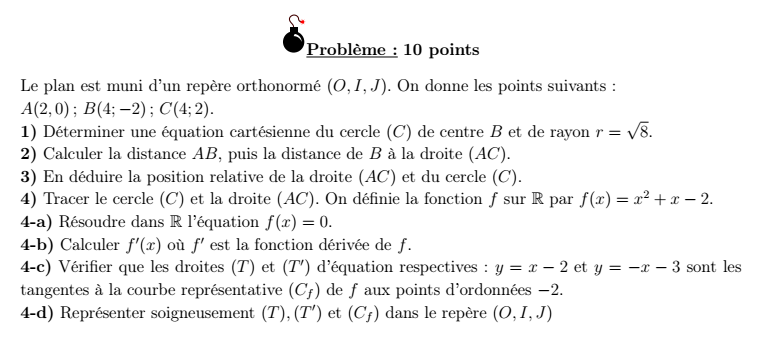 Problème : 10 points
Le plan est muni d'un repère orthonormé (O, I, J). On donne les points suivants :
A(2, 0) ; B(4; −2) ; C(4; 2).
1) Déterminer une équation cartésienne du cercle (C) de centre B et de rayon r = √8.
2) Calculer la distance AB, puis la distance de B à la droite (AC).
3) En déduire la position relative de la droite (AC) et du cercle (C).
4) Tracer le cercle (C) et la droite (AC). On définie la fonction f sur ℝ par f(x) = x² + x − 2.
4-a) Résoudre dans ℝ l'équation f(x) = 0.
4-b) Calculer f′(x) où f′ est la fonction dérivée de f.
4-c) Vérifier que les droites (T) et (T′) d'équation respectives : y = x − 2 et y = −x − 3 sont les
tangentes à la courbe représentative (Cf) de f aux points d'ordonnées −2.
4-d) Représenter soigneusement (T), (T′) et (Cf) dans le repère (O, I, J)